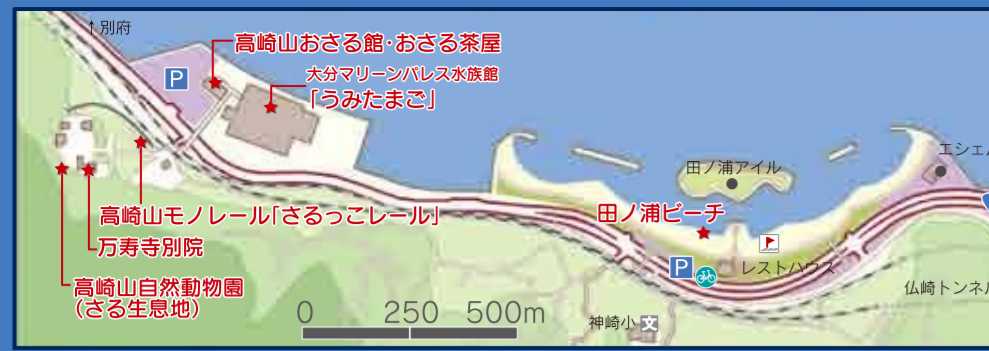 ↑別府
高崎山おさる館・おさる茶屋
大分マリーンパレス水族館
「うみたまご」
P
高崎山モノレール「さるっこレール」
万寿寺別院
高崎山自然動物園
(さる生息地)
田ノ浦アイル
田ノ浦ビーチ
P
レストハウス
神崎小 文
仏崎トンネル
0 250 500m